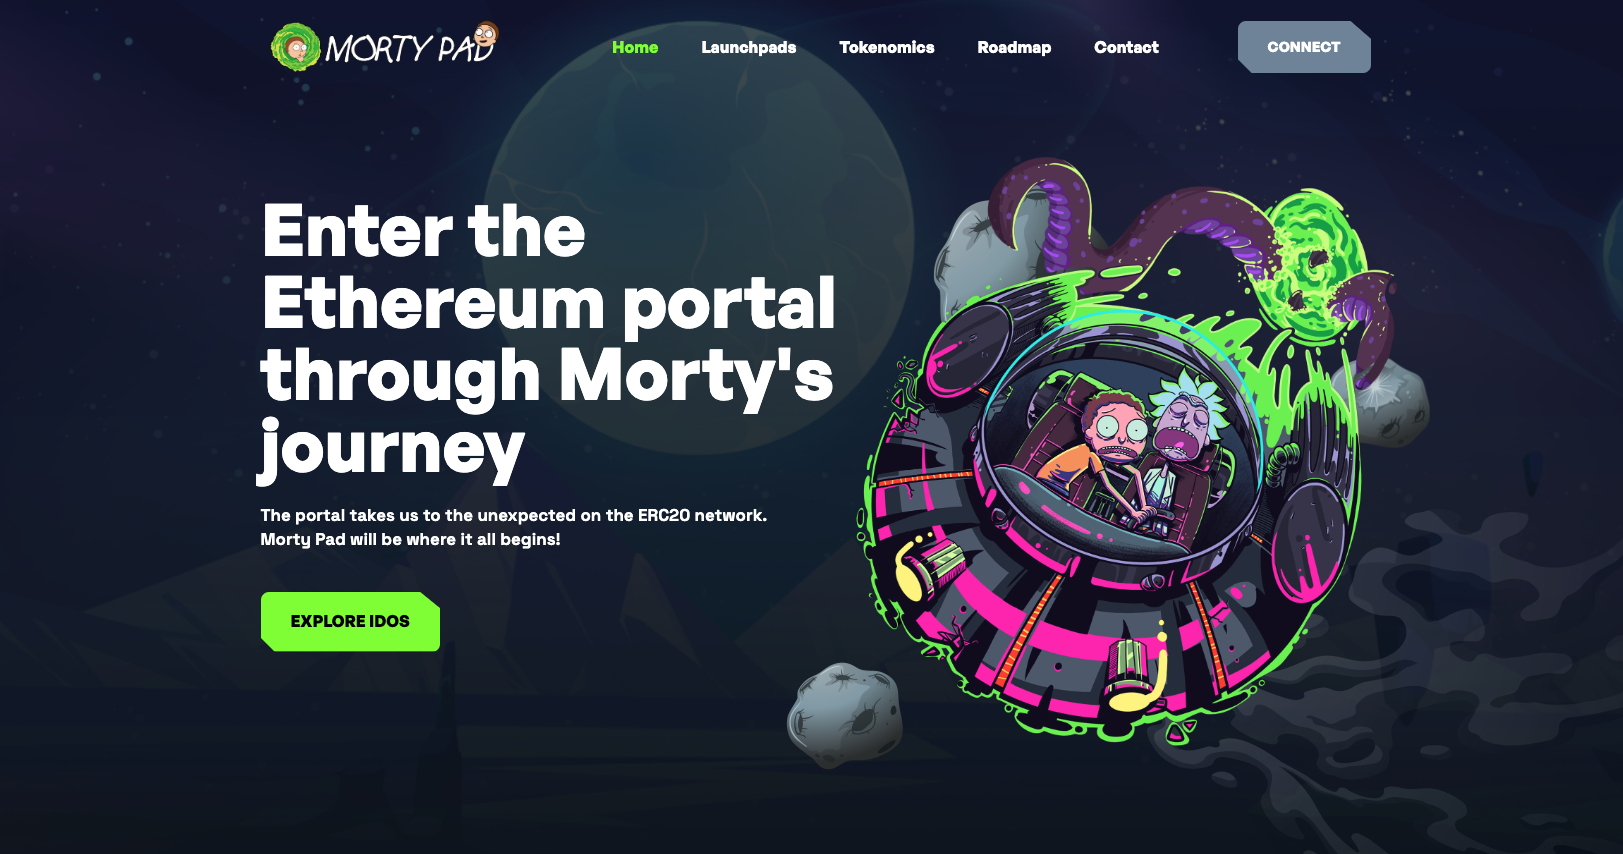 MORTY PAD
Home
Launchpads
Tokenomics
Roadmap
Contact
CONNECT
Enter the
Ethereum portal
through Morty's
journey
The portal takes us to the unexpected on the ERC20 network.
Morty Pad will be where it all begins!
EXPLORE IDOS